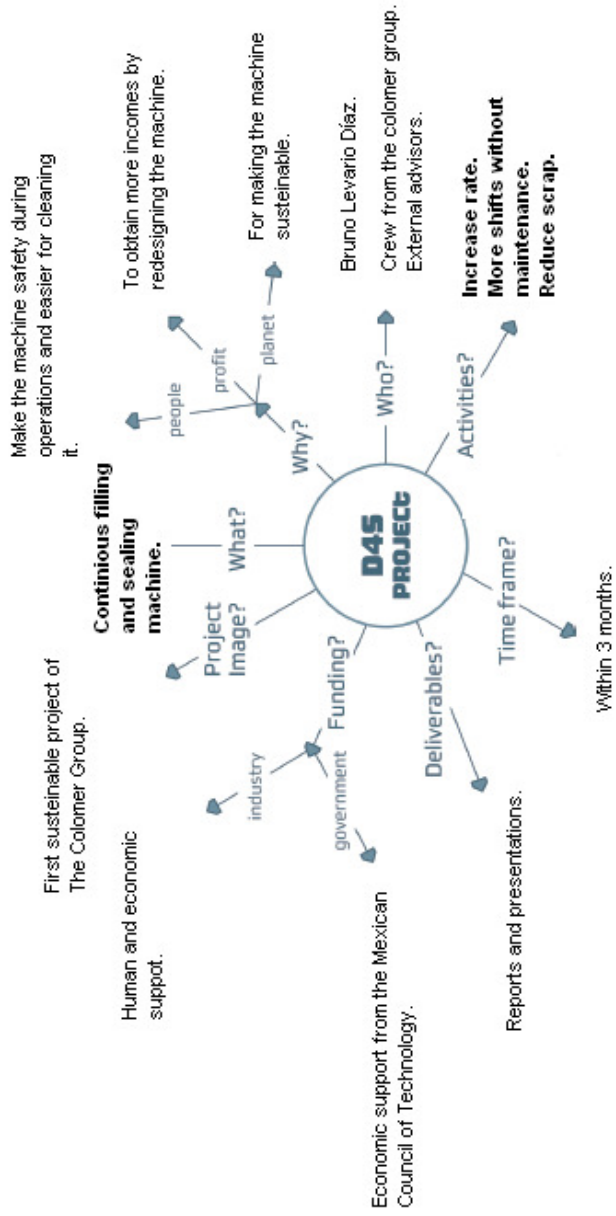 Make the machine safety during
operations and easier for cleaning
it.
To obtain more incomes by
redesigning the machine.
For making the machine
susteinable.
people
profit
planet
Why?
Continious filling
and sealing
machine.
What?
First susteinable project of
The Colomer Group.
Project
Image?
Human and economic
suppot.
industry
Funding?
government
Economic support from the Mexican
Council of Technology.
D4S
PROJECt
Who?
Bruno Levario Díaz.
Crew from the colomer group.
External advisors.
Activities?
Increase rate.
More shifts without
maintenance.
Reduce scrap.
Time frame?
Within 3 months.
Deliverables?
Reports and presentations.